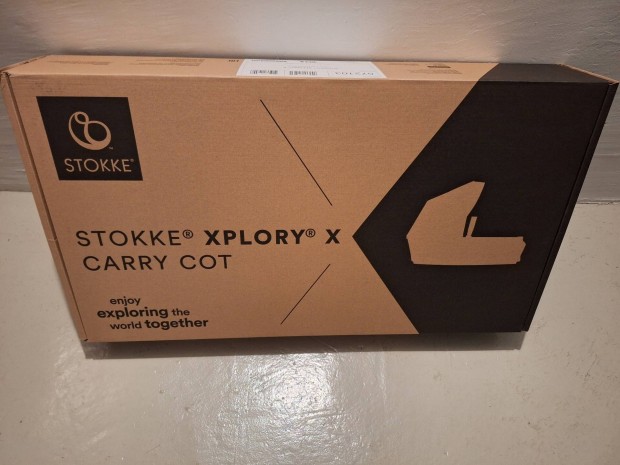 STOKKE®
STOKKE® XPLORY® X
CARRY COT
enjoy
exploring the
world together